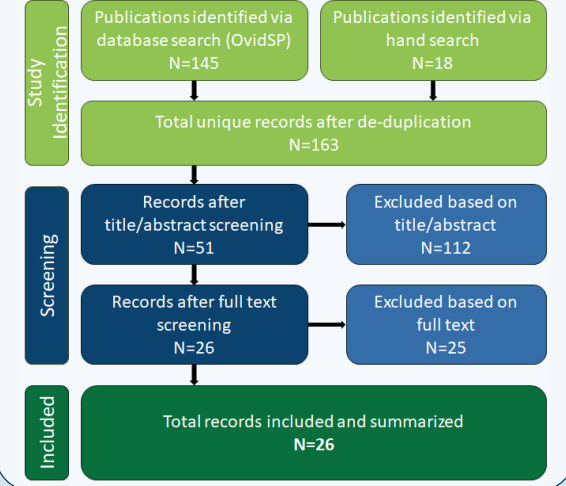 Study
Identification
Publications identified via
database search (OvidSP)
N=145
Publications identified via
hand search
N=18
Total unique records after de-duplication
N=163
Screening
Records after
title/abstract screening
N=51
Excluded based on
title/abstract
N=112
Records after full text
screening
N=26
Excluded based on
full text
N=25
Included
Total records included and summarized
N=26